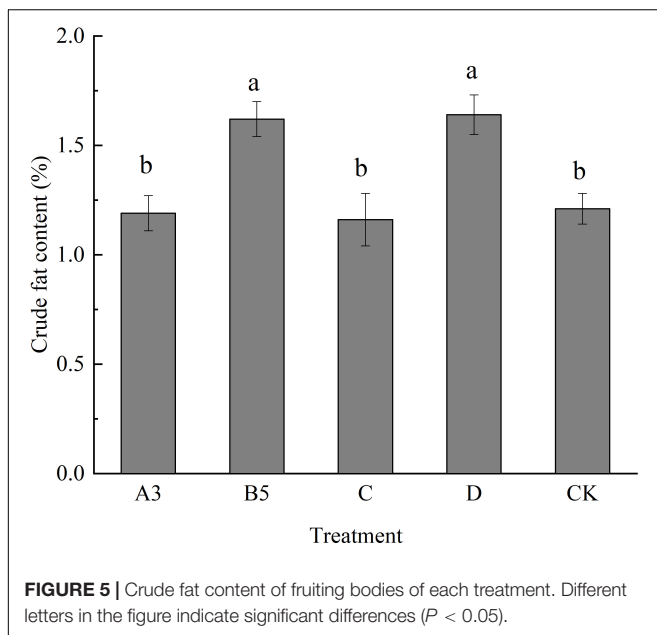 2.0
1.5
1.0
0.5
0.0
Crude fat content (%)
b
a
b
a
b
A3 B5 C D CK
Treatment
FIGURE 5 | Crude fat content of fruiting bodies of each treatment. Different
letters in the figure indicate significant differences (P < 0.05).